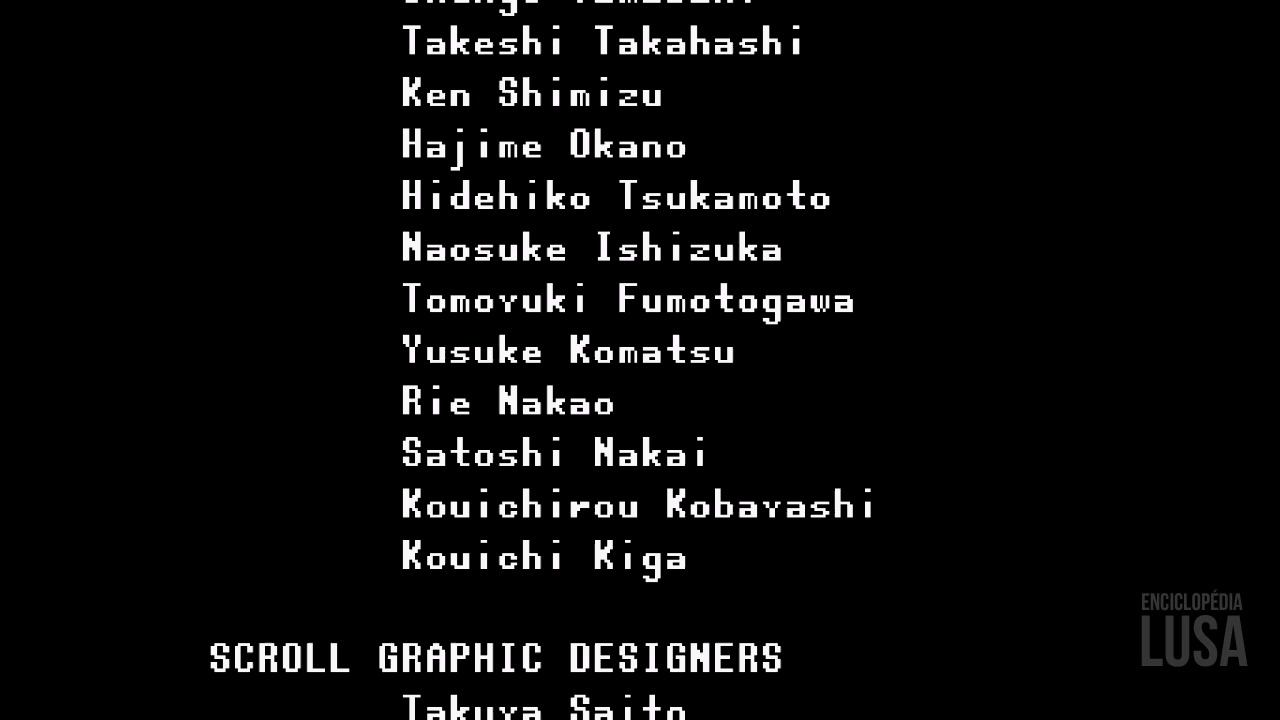 Takeshi Takahashi
Ken Shimizu
Hajime Okano
Hidehiko Tsukamoto
Naosuke Ishizuka
Tomoyuki Fumotogawa
Yusuke Komatsu
Rie Nakao
Satoshi Nakai
Kouichirou Kobayashi
Kouichi Kiga
SCROLL GRAPHIC DESIGNERS
Takuya Saito
ENCICLOPÉDIA
LUSA